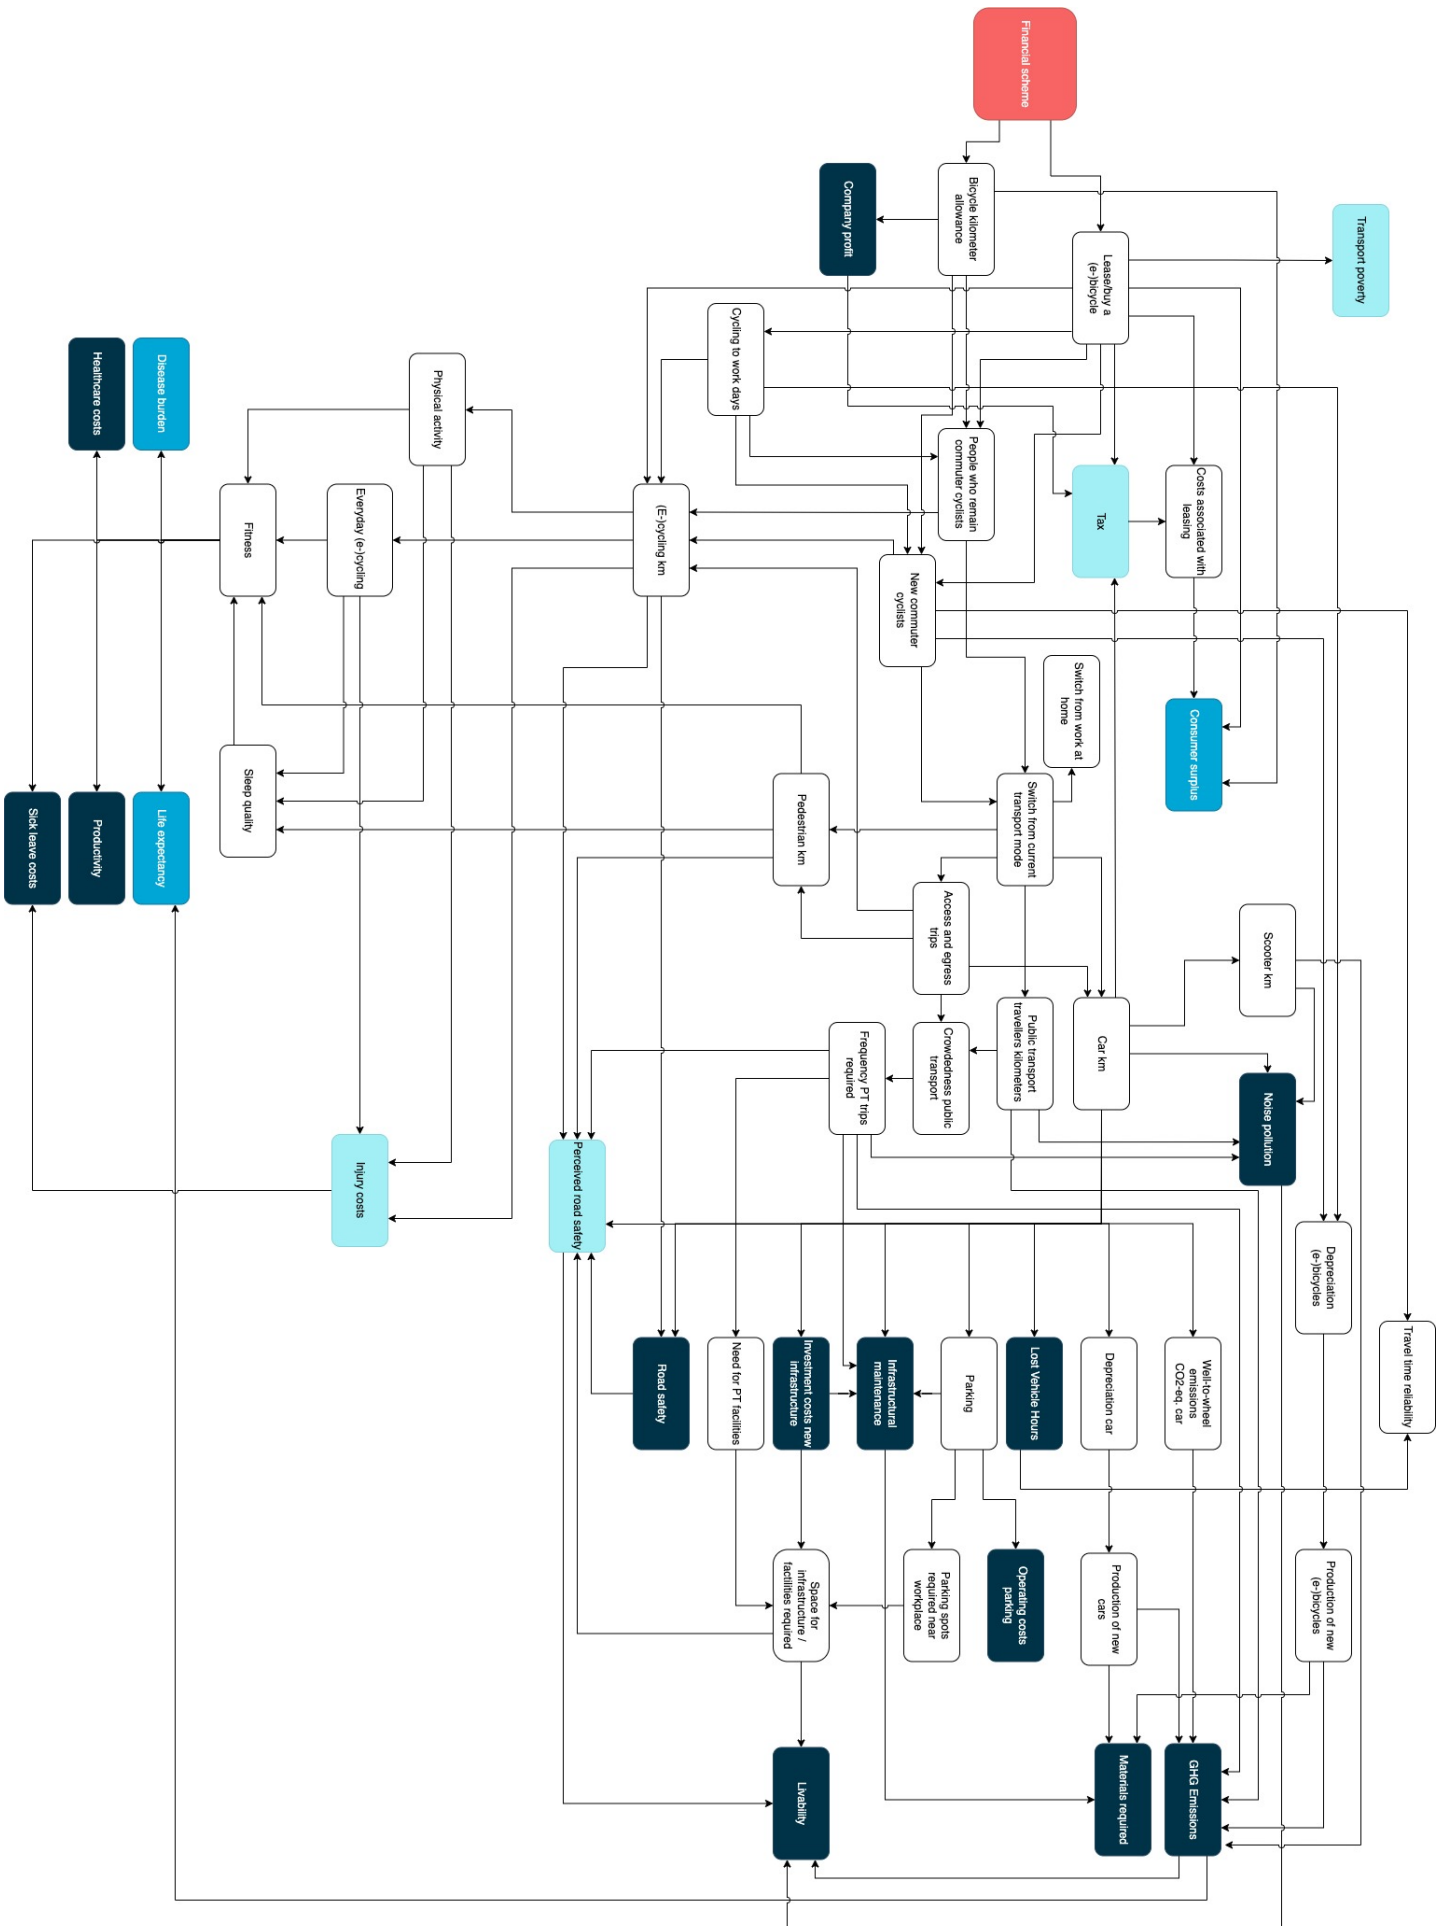 Financial scheme
Transport poverty
Company profit
Bicycle kilometer
allowance
Lease/buy a
(e-)bicycle
Cycling to work days
Healthcare costs
Disease burden
Physical activity
People who remain
commuter cyclists
Tax
Costs associated with
leasing
Fitness
Everyday (e-)cycling
(E-)cycling km
New commuter
cyclists
Switch from work at
home
Consumer surplus
Sick leave costs
Productivity
Life expectancy
Sleep quality
Pedestrian km
Switch from current
transport mode
Access and egress
trips
Scooter km
Frequency PT trips
required
Crowdedness public
transport
Public transport
travellers kilometers
Car km
Noise pollution
Injury costs
Perceived road safety
Depreciation
(e-)bicycles
Travel time reliability
Road safety
Need for PT facilities
Investment costs new
infrastructure
Infrastructural
maintenance
Parking
Lost Vehicle Hours
Depreciation car
Well-to-wheel
emissions
CO2-eq. car
Space for
infrastructure /
factilities required
Parking spots
required near
workplace
Operating costs
parking
Production of new
cars
Production of new
(e-)bicycles
Livability
Materials required
GHG Emissions